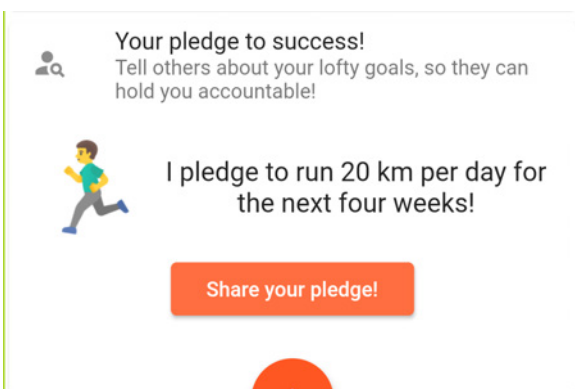 Your pledge to success!
Tell others about your lofty goals, so they can
hold you accountable!
I pledge to run 20 km per day for
the next four weeks!
Share your pledge!